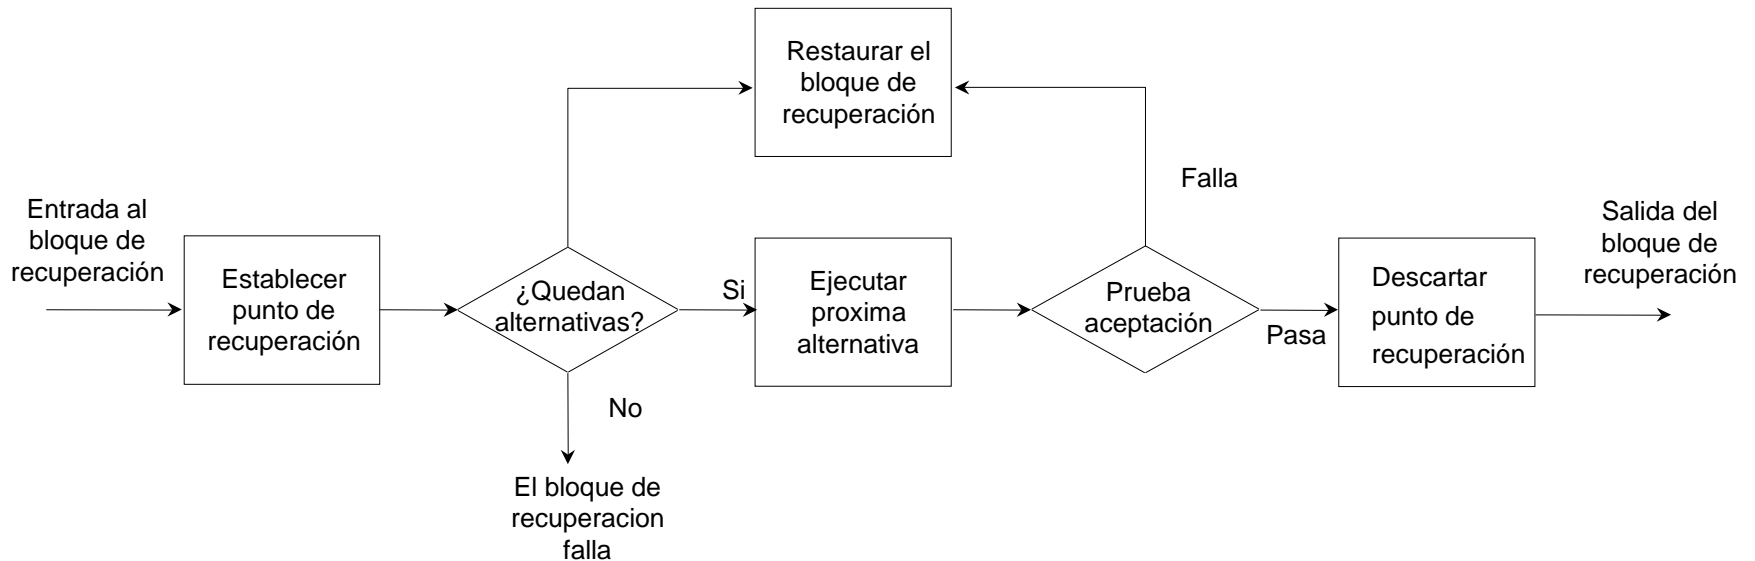 Restaurar el
bloque de
recuperación
Falla
Entrada al
bloque de
recuperación
Salida del
bloque de
recuperación
Establecer
punto de
recuperación
¿Quedan
alternativas?
Si
Ejecutar
proxima
alternativa
Prueba
aceptación
Pasa
Descartar
punto de
recuperación
No
El bloque de
recuperacion
falla